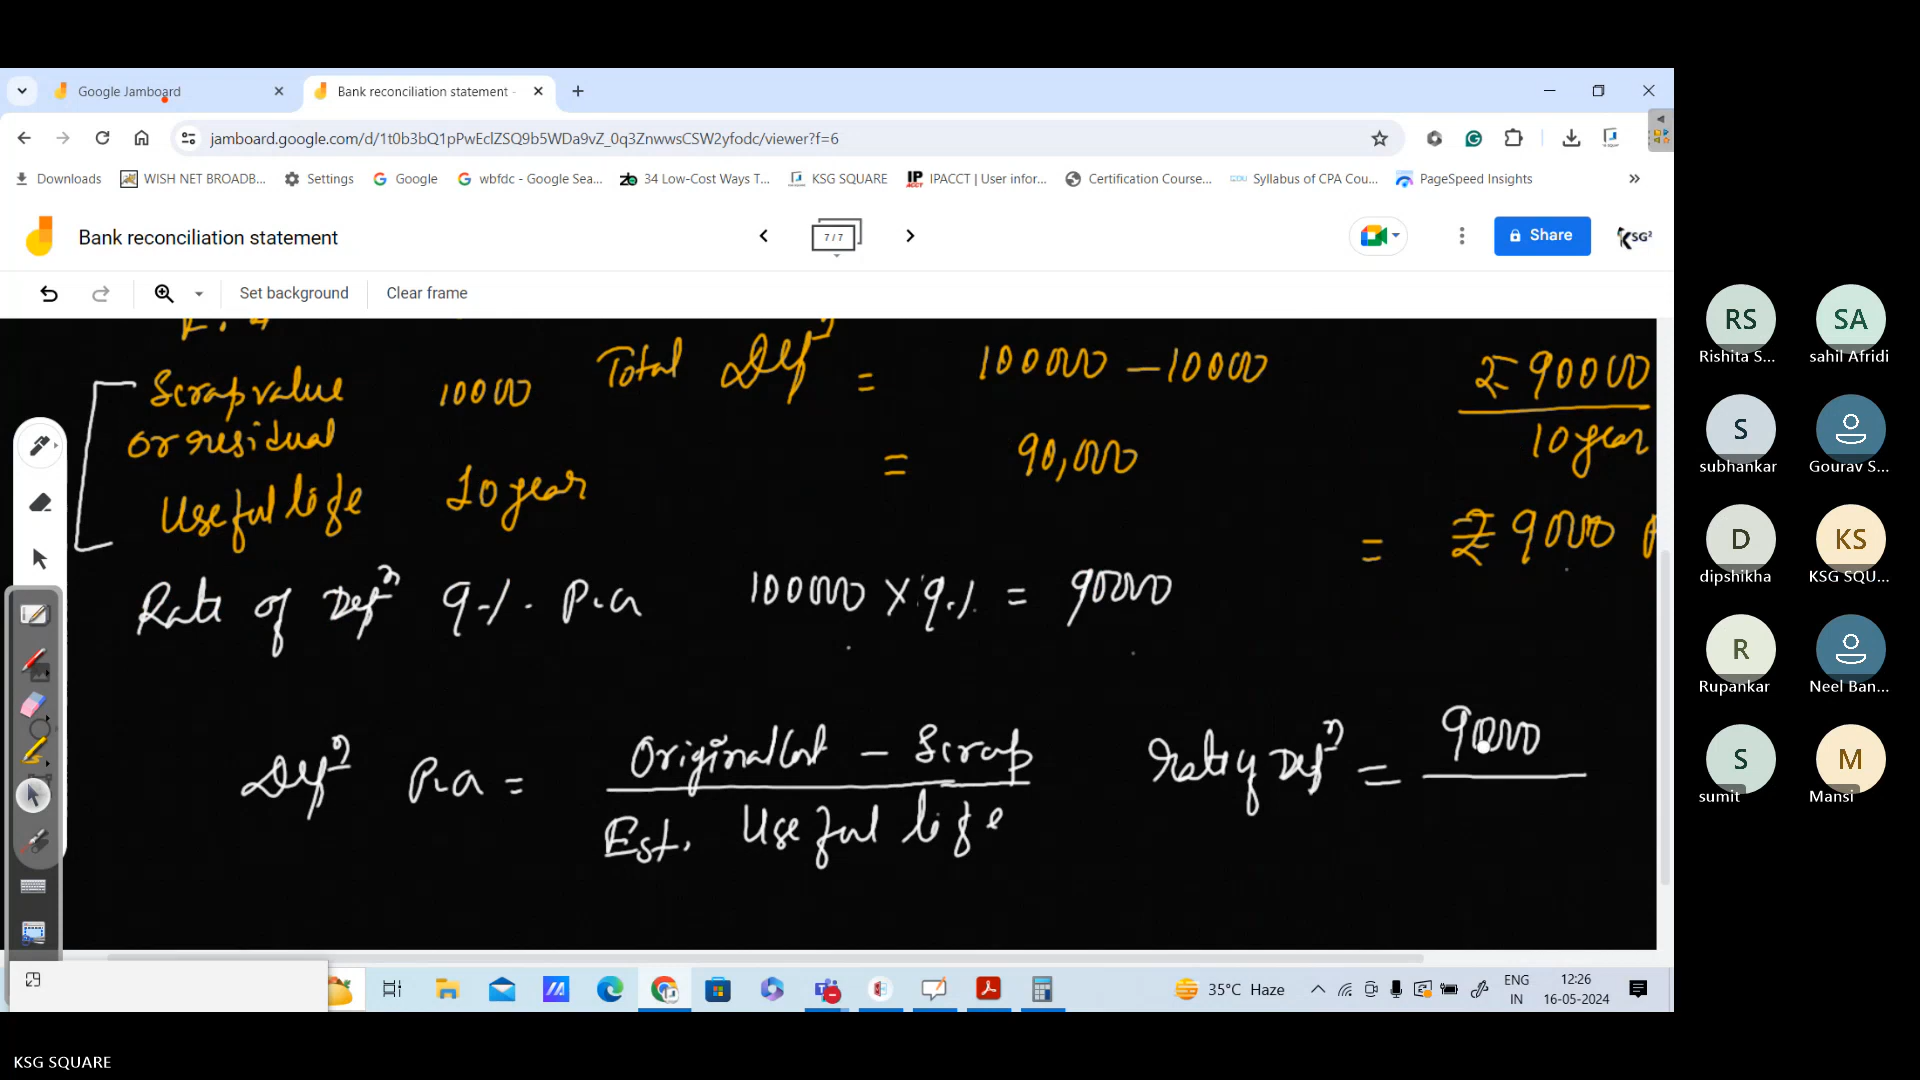 Google Jamboard
Bank reconciliation statement -
jamboard.google.com/d/1t0b3bQ1pPwEclZSQ9b5WDa9vZ_0q3ZnwwsCSW2yfodc/viewer?f=6
Downloads WISH NET BROADB... Settings Google wbfdc - Google Sea... 34 Low-Cost Ways T... KSG SQUARE IPACCT | User infor... Certification Course... Syllabus of CPA Cou... PageSpeed Insights
Bank reconciliation statement
7 / 7
Share
KSG²
Set background Clear frame
Scrap value 10000 Total Depⁿ = 100000 - 10000
or residual = 90,000
Useful life 10 year
90000
10 year
= 9000
Rate of Depⁿ 9 % P.a 100000 X 9 % = 9000
Depⁿ P.a = Original Cost - Scrap
Est. Useful life
Rate of Depⁿ = 9000
RS
Rishita S...
SA
sahil Afridi
S
subhankar
Gourav S...
D
dipshikha
KS
KSG SQU...
R
Rupankar
Neel Ban...
S
sumit
M
Mansi
35°C Haze
ENG
IN
12:26
16-05-2024
KSG SQUARE